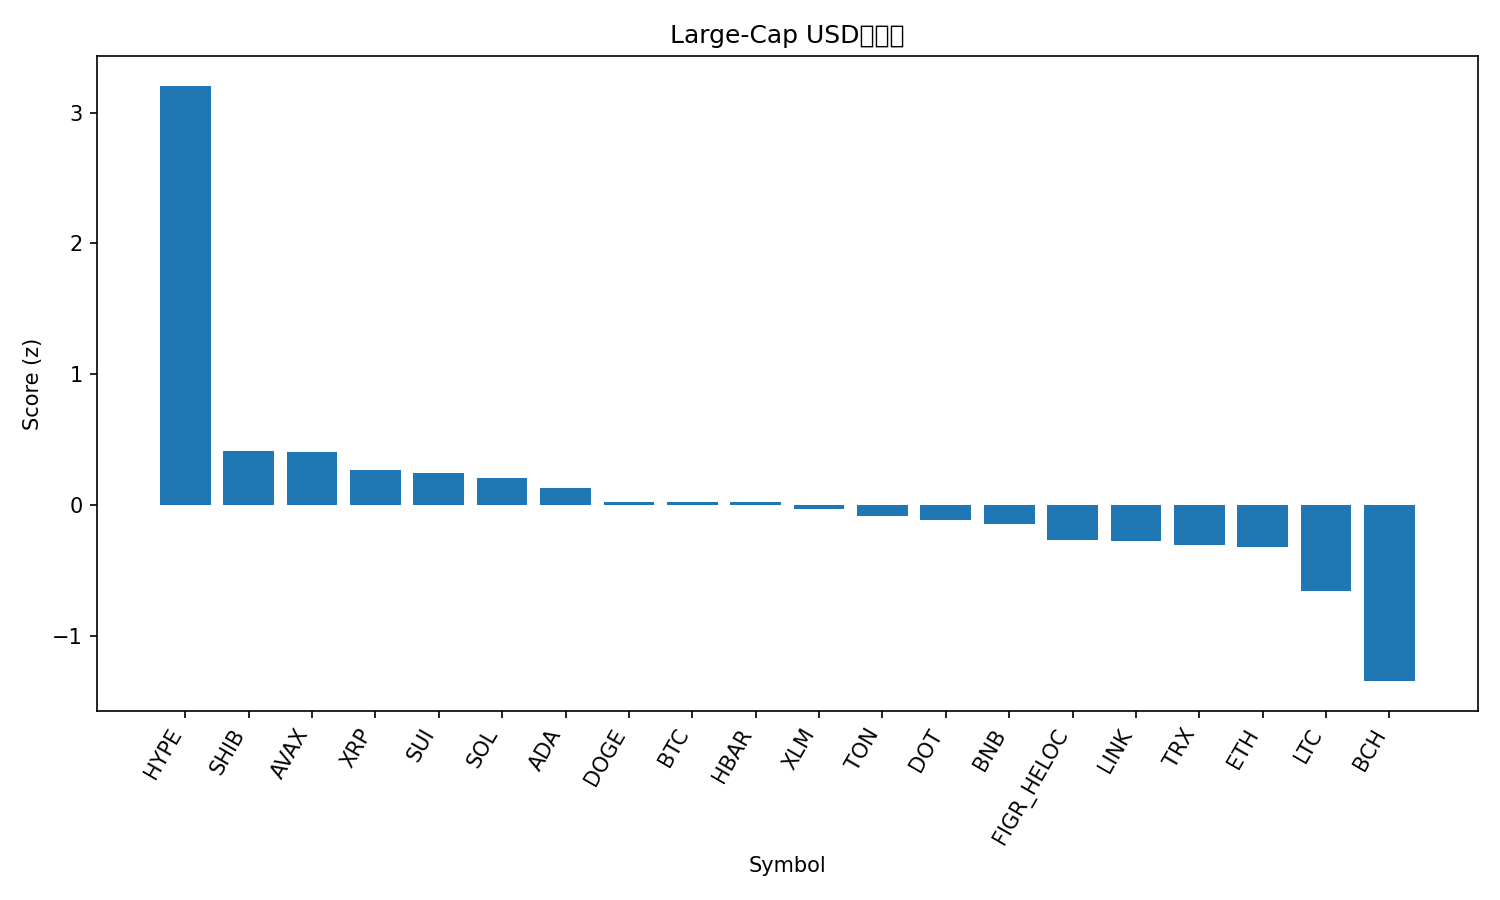 Large-Cap USD
Score (z)
3
2
1
0
−1
HYPE
SHIB
AVAX
XRP
SUI
SOL
ADA
DOGE
BTC
HBAR
XLM
TON
DOT
BNB
FIGR_HELOC
LINK
TRX
ETH
LTC
BCH
Symbol